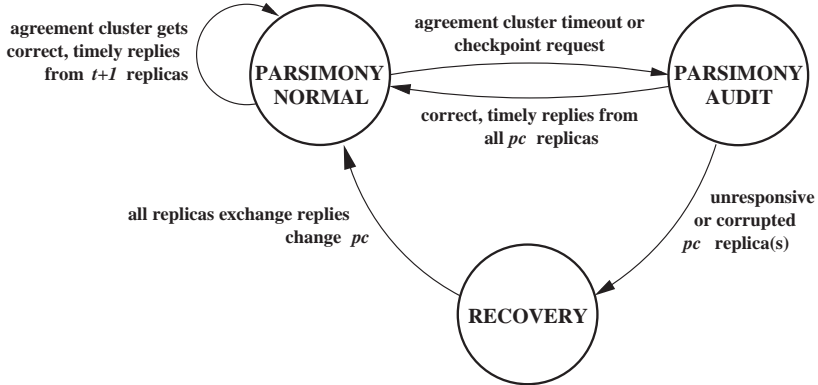 agreement cluster gets
correct, timely replies
from t+1 replicas
agreement cluster timeout or
checkpoint request
PARSIMONY
NORMAL
PARSIMONY
AUDIT
correct, timely replies from
all pc replicas
all replicas exchange replies
change pc
unresponsive
or corrupted
pc replica(s)
RECOVERY